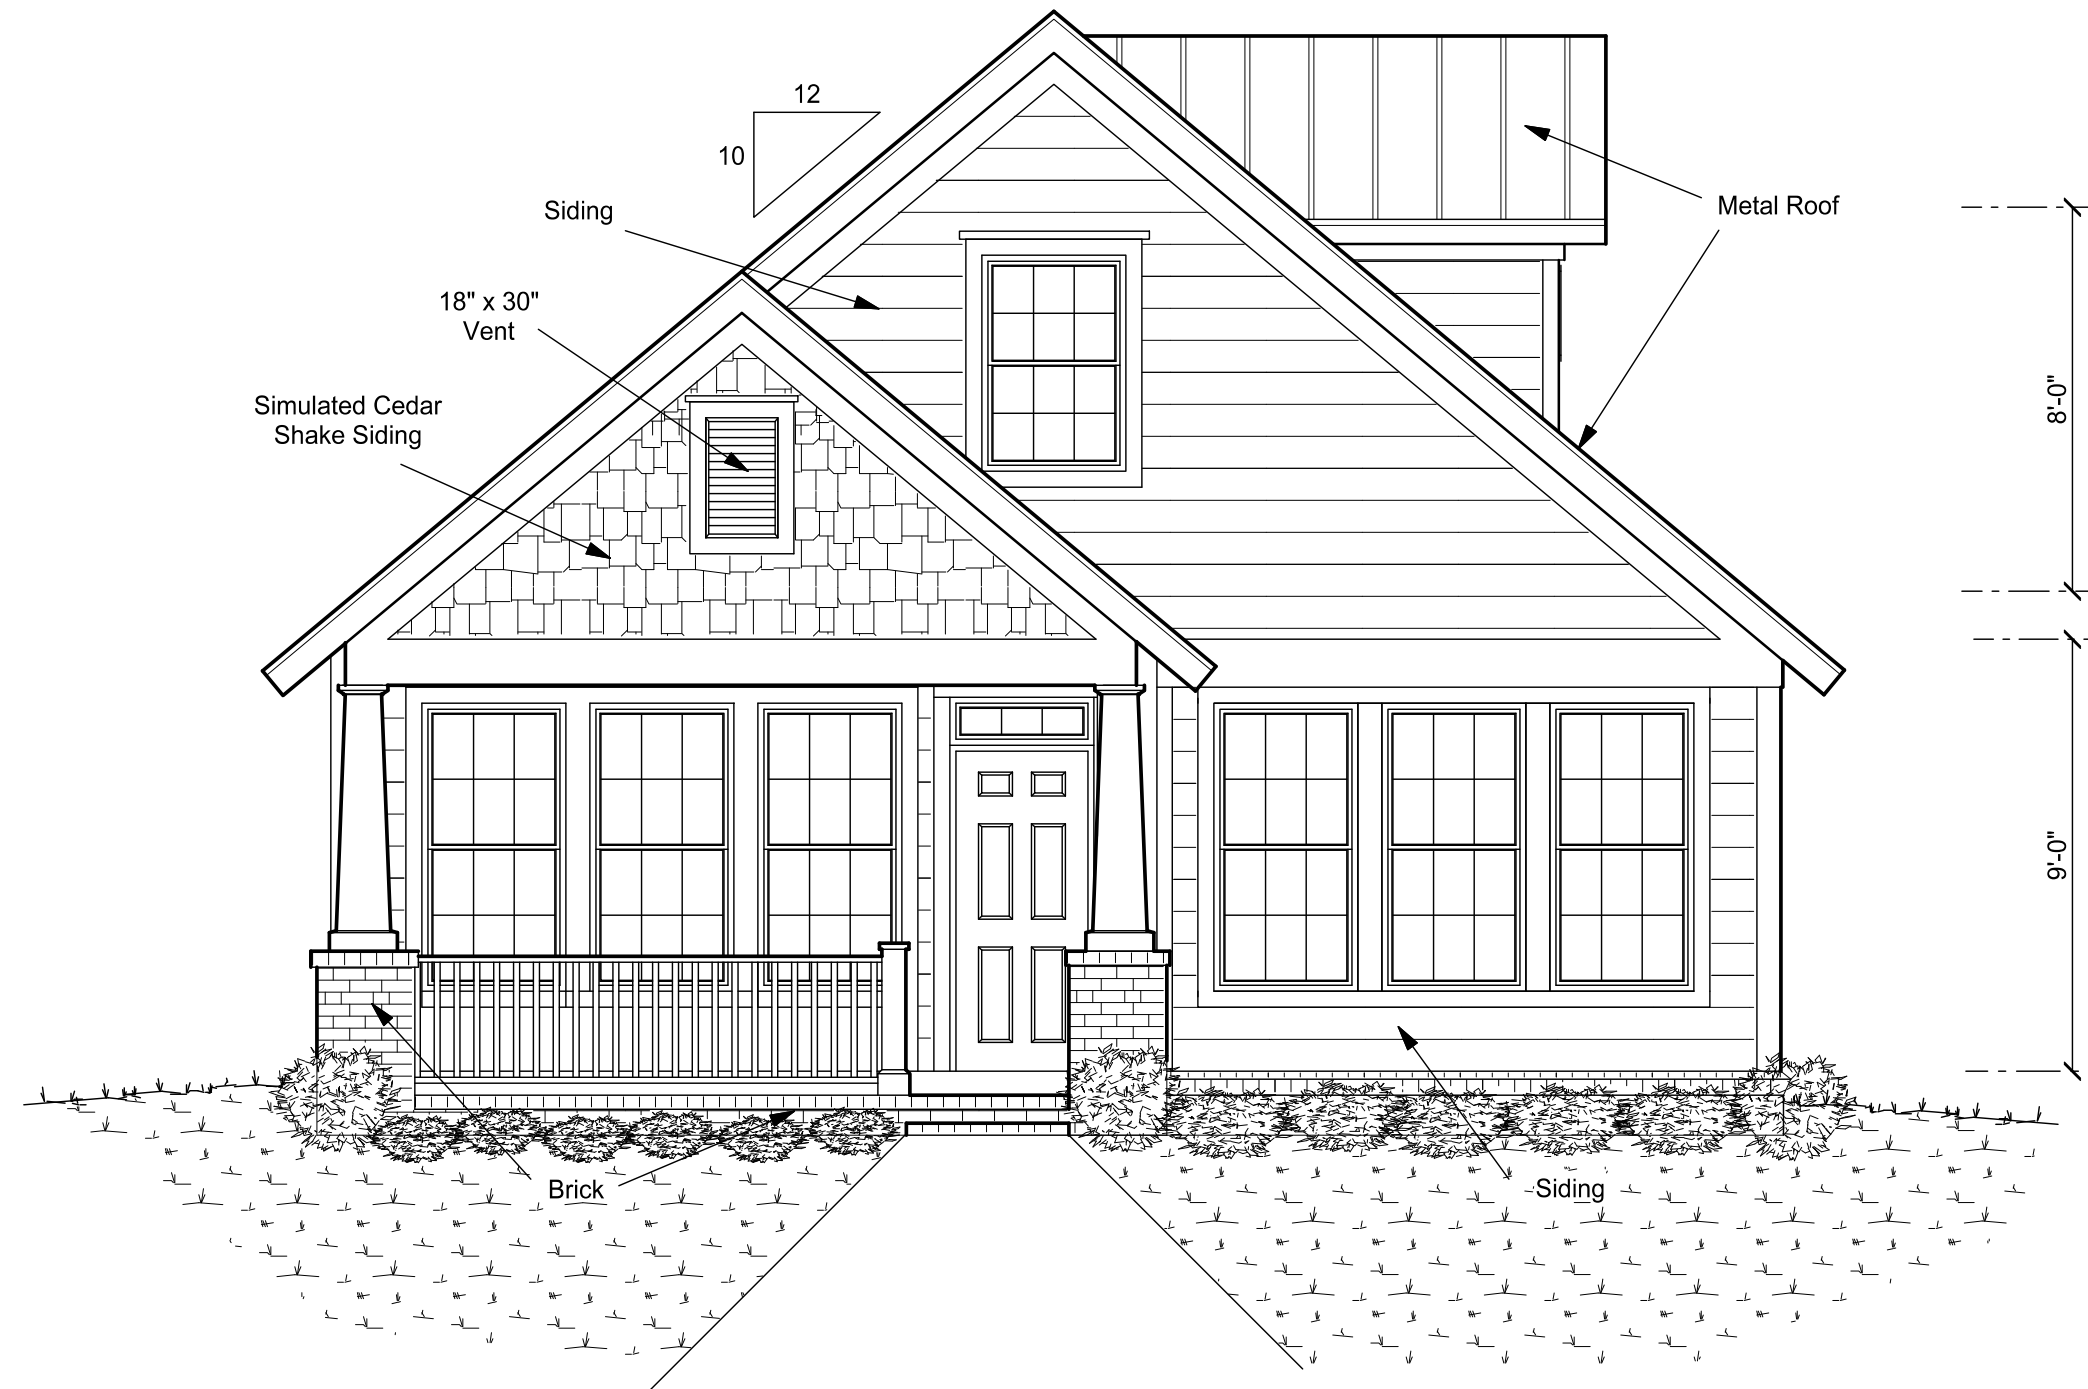 12
10
Siding
Metal Roof
18" x 30"
Vent
Simulated Cedar
Shake Siding
8'-0"
9'-0"
Brick
Siding